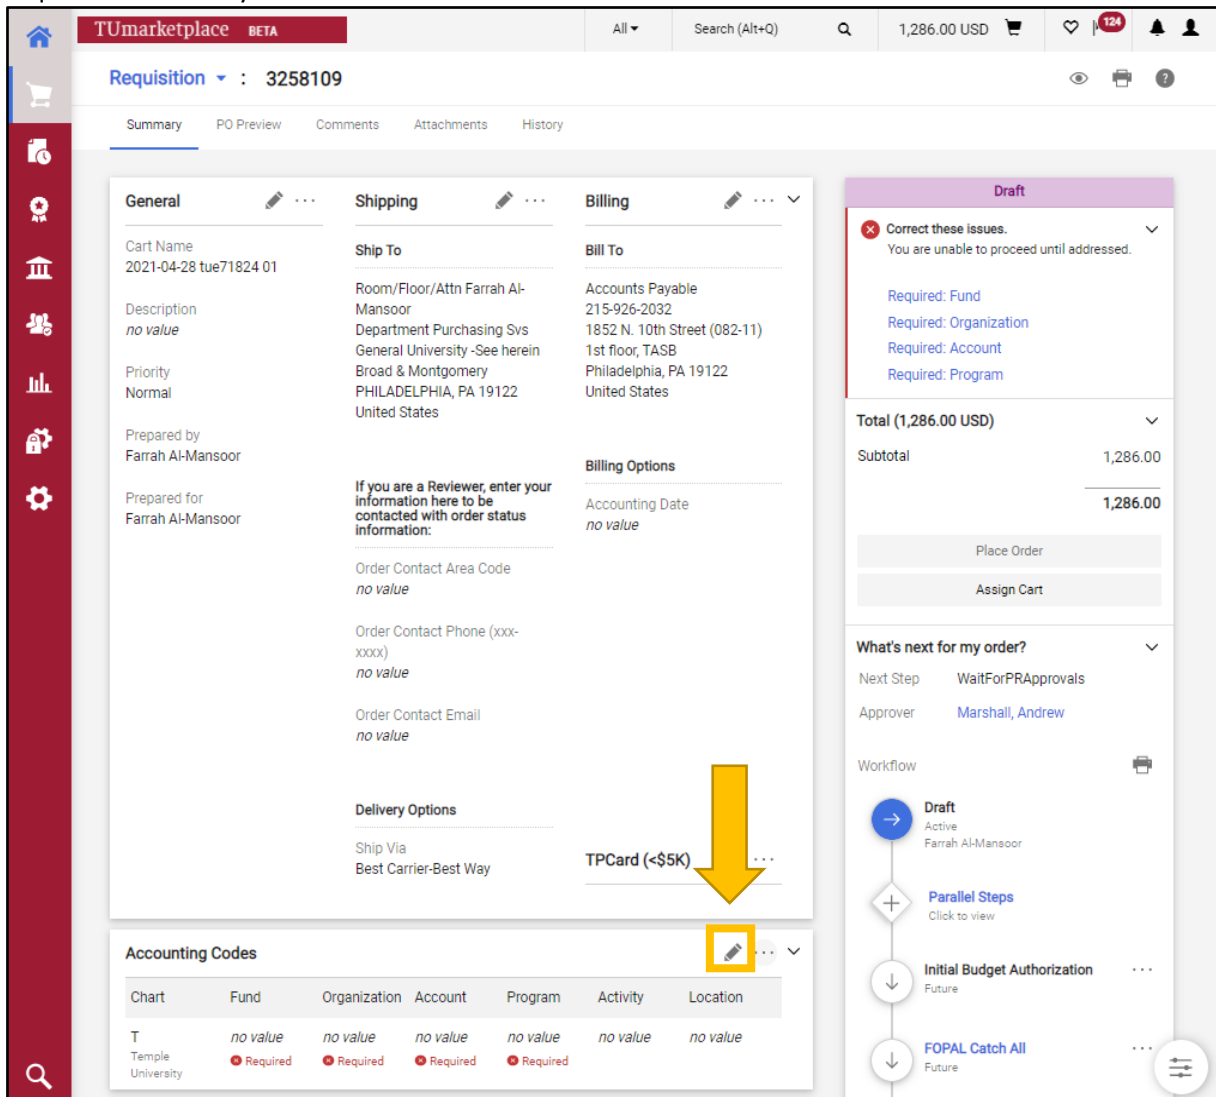 TUmarketplace BETA
All
Search (Alt+Q)
1,286.00 USD
124
Requisition : 3258109
Summary
PO Preview
Comments
Attachments
History
General
Cart Name
2021-04-28 tue71824 01
Description
no value
Priority
Normal
Prepared by
Farrah Al-Mansoor
Prepared for
Farrah Al-Mansoor
Shipping
Ship To
Room/Floor/Attn Farrah Al-
Mansoor
Department Purchasing Svs
General University -See herein
Broad & Montgomery
PHILADELPHIA, PA 19122
United States
If you are a Reviewer, enter your
information here to be
contacted with order status
information:
Order Contact Area Code
no value
Order Contact Phone (xxx-
xxxx)
no value
Order Contact Email
no value
Delivery Options
Ship Via
Best Carrier-Best Way
Billing
Bill To
Accounts Payable
215-926-2032
1852 N. 10th Street (082-11)
1st floor, TASB
Philadelphia, PA 19122
United States
Billing Options
Accounting Date
no value
TPCard (<$5K)
Accounting Codes
Chart Fund Organization Account Program Activity Location
T no value no value no value no value no value no value
Temple Required Required Required Required
University
Draft
Correct these issues.
You are unable to proceed until addressed.
Required: Fund
Required: Organization
Required: Account
Required: Program
Total (1,286.00 USD)
Subtotal 1,286.00
1,286.00
Place Order
Assign Cart
What's next for my order?
Next Step WaitForPRApprovals
Approver Marshall, Andrew
Workflow
Draft
Active
Farrah Al-Mansoor
Parallel Steps
Click to view
Initial Budget Authorization
Future
FOPAL Catch All
Future